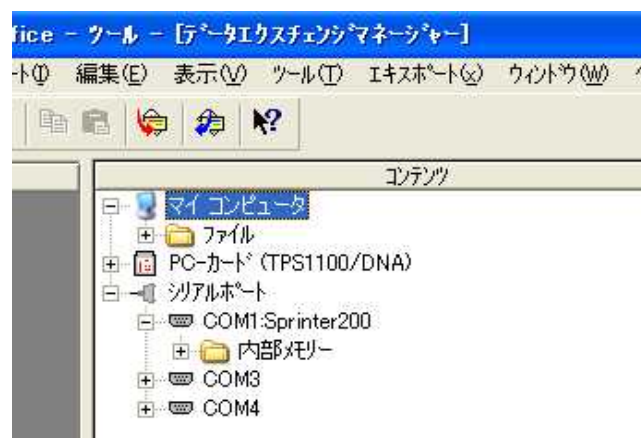 fice - ツール - [ﾃﾞｰﾀｴｸｽﾁｪﾝｼﾞﾏﾈｰｼﾞｬｰ]
ﾄ(I) 編集(E) 表示(V) ツール(T) ｴｷｽﾎﾟｰﾄ(x) ｳｨﾝﾄﾞｳ(W)
ｺﾝﾃﾝﾂ
マイ コンピュータ
ﾌｧｲﾙ
PC-ｶｰﾄﾞ (TPS1100/DNA)
ｼﾘｱﾙﾎﾟｰﾄ
COM1:Sprinter200
内部ﾒﾓﾘｰ
COM3
COM4